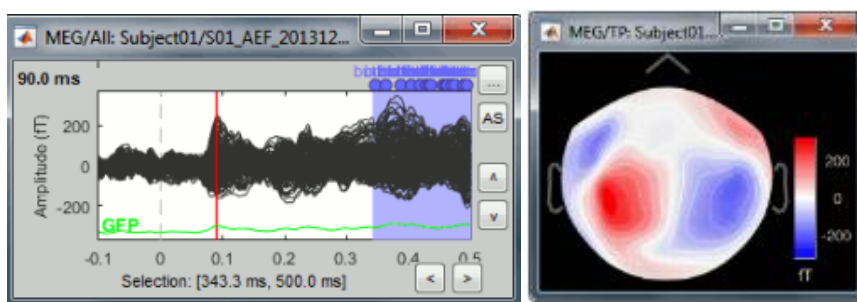 MEG/All: Subject01/S01_AEF_201312...
90.0 ms
...
AS
Amplitude (fT)
200
0
-200
GFP
-0.1
0
0.1
0.2
0.3
0.4
0.5
Selection: [343.3 ms, 500.0 ms]
<
>
MEG/TP: Subject01...
200
0
-200
fT